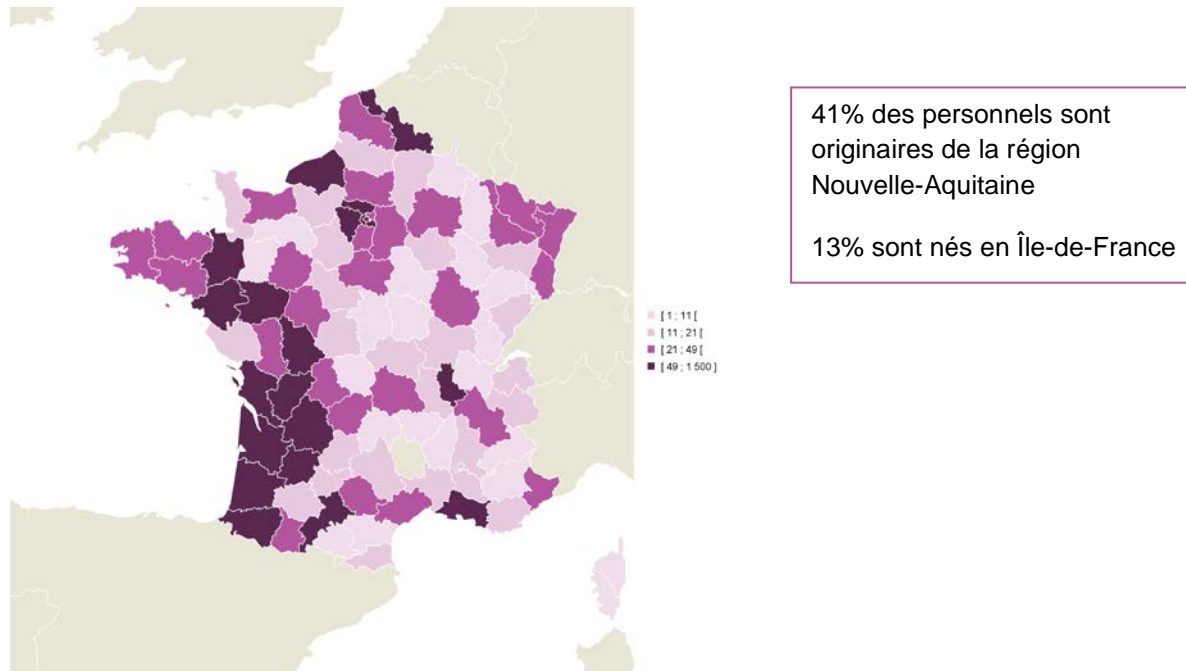 41% des personnels sont
originaires de la région
Nouvelle-Aquitaine
13% sont nés en Île-de-France
[ 1 ; 11 [
[ 11 ; 21 [
[ 21 ; 49 [
[ 49 ; 1 500 ]